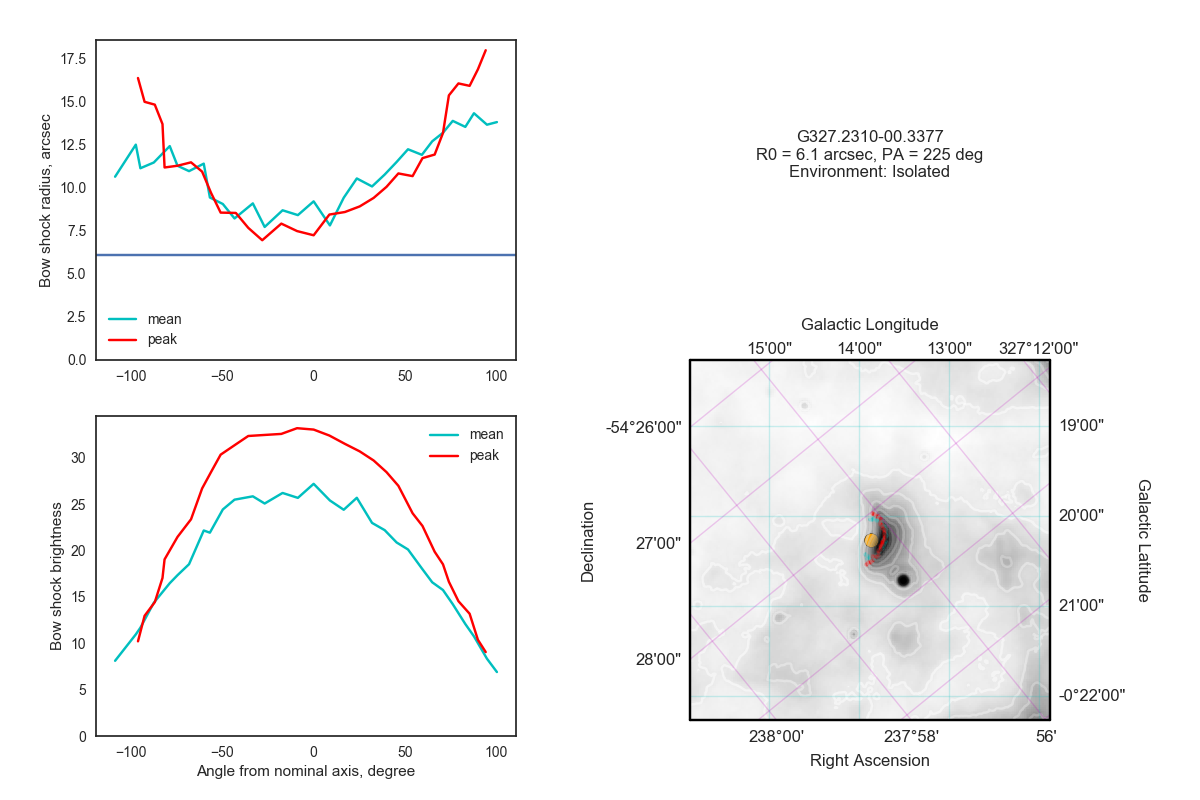 17.5
15.0
12.5
10.0
7.5
5.0
2.5
0.0
Bow shock radius, arcsec
mean
peak
−100
−50
0
50
100
30
25
20
15
10
5
0
Bow shock brightness
mean
peak
−100
−50
0
50
100
Angle from nominal axis, degree
G327.2310-00.3377
R0 = 6.1 arcsec, PA = 225 deg
Environment: Isolated
Galactic Longitude
15'00" 14'00" 13'00" 327°12'00"
-54°26'00"
27'00"
28'00"
Declination
19'00"
20'00"
21'00"
-0°22'00"
Galactic Latitude
238°00' 237°58' 56'
Right Ascension